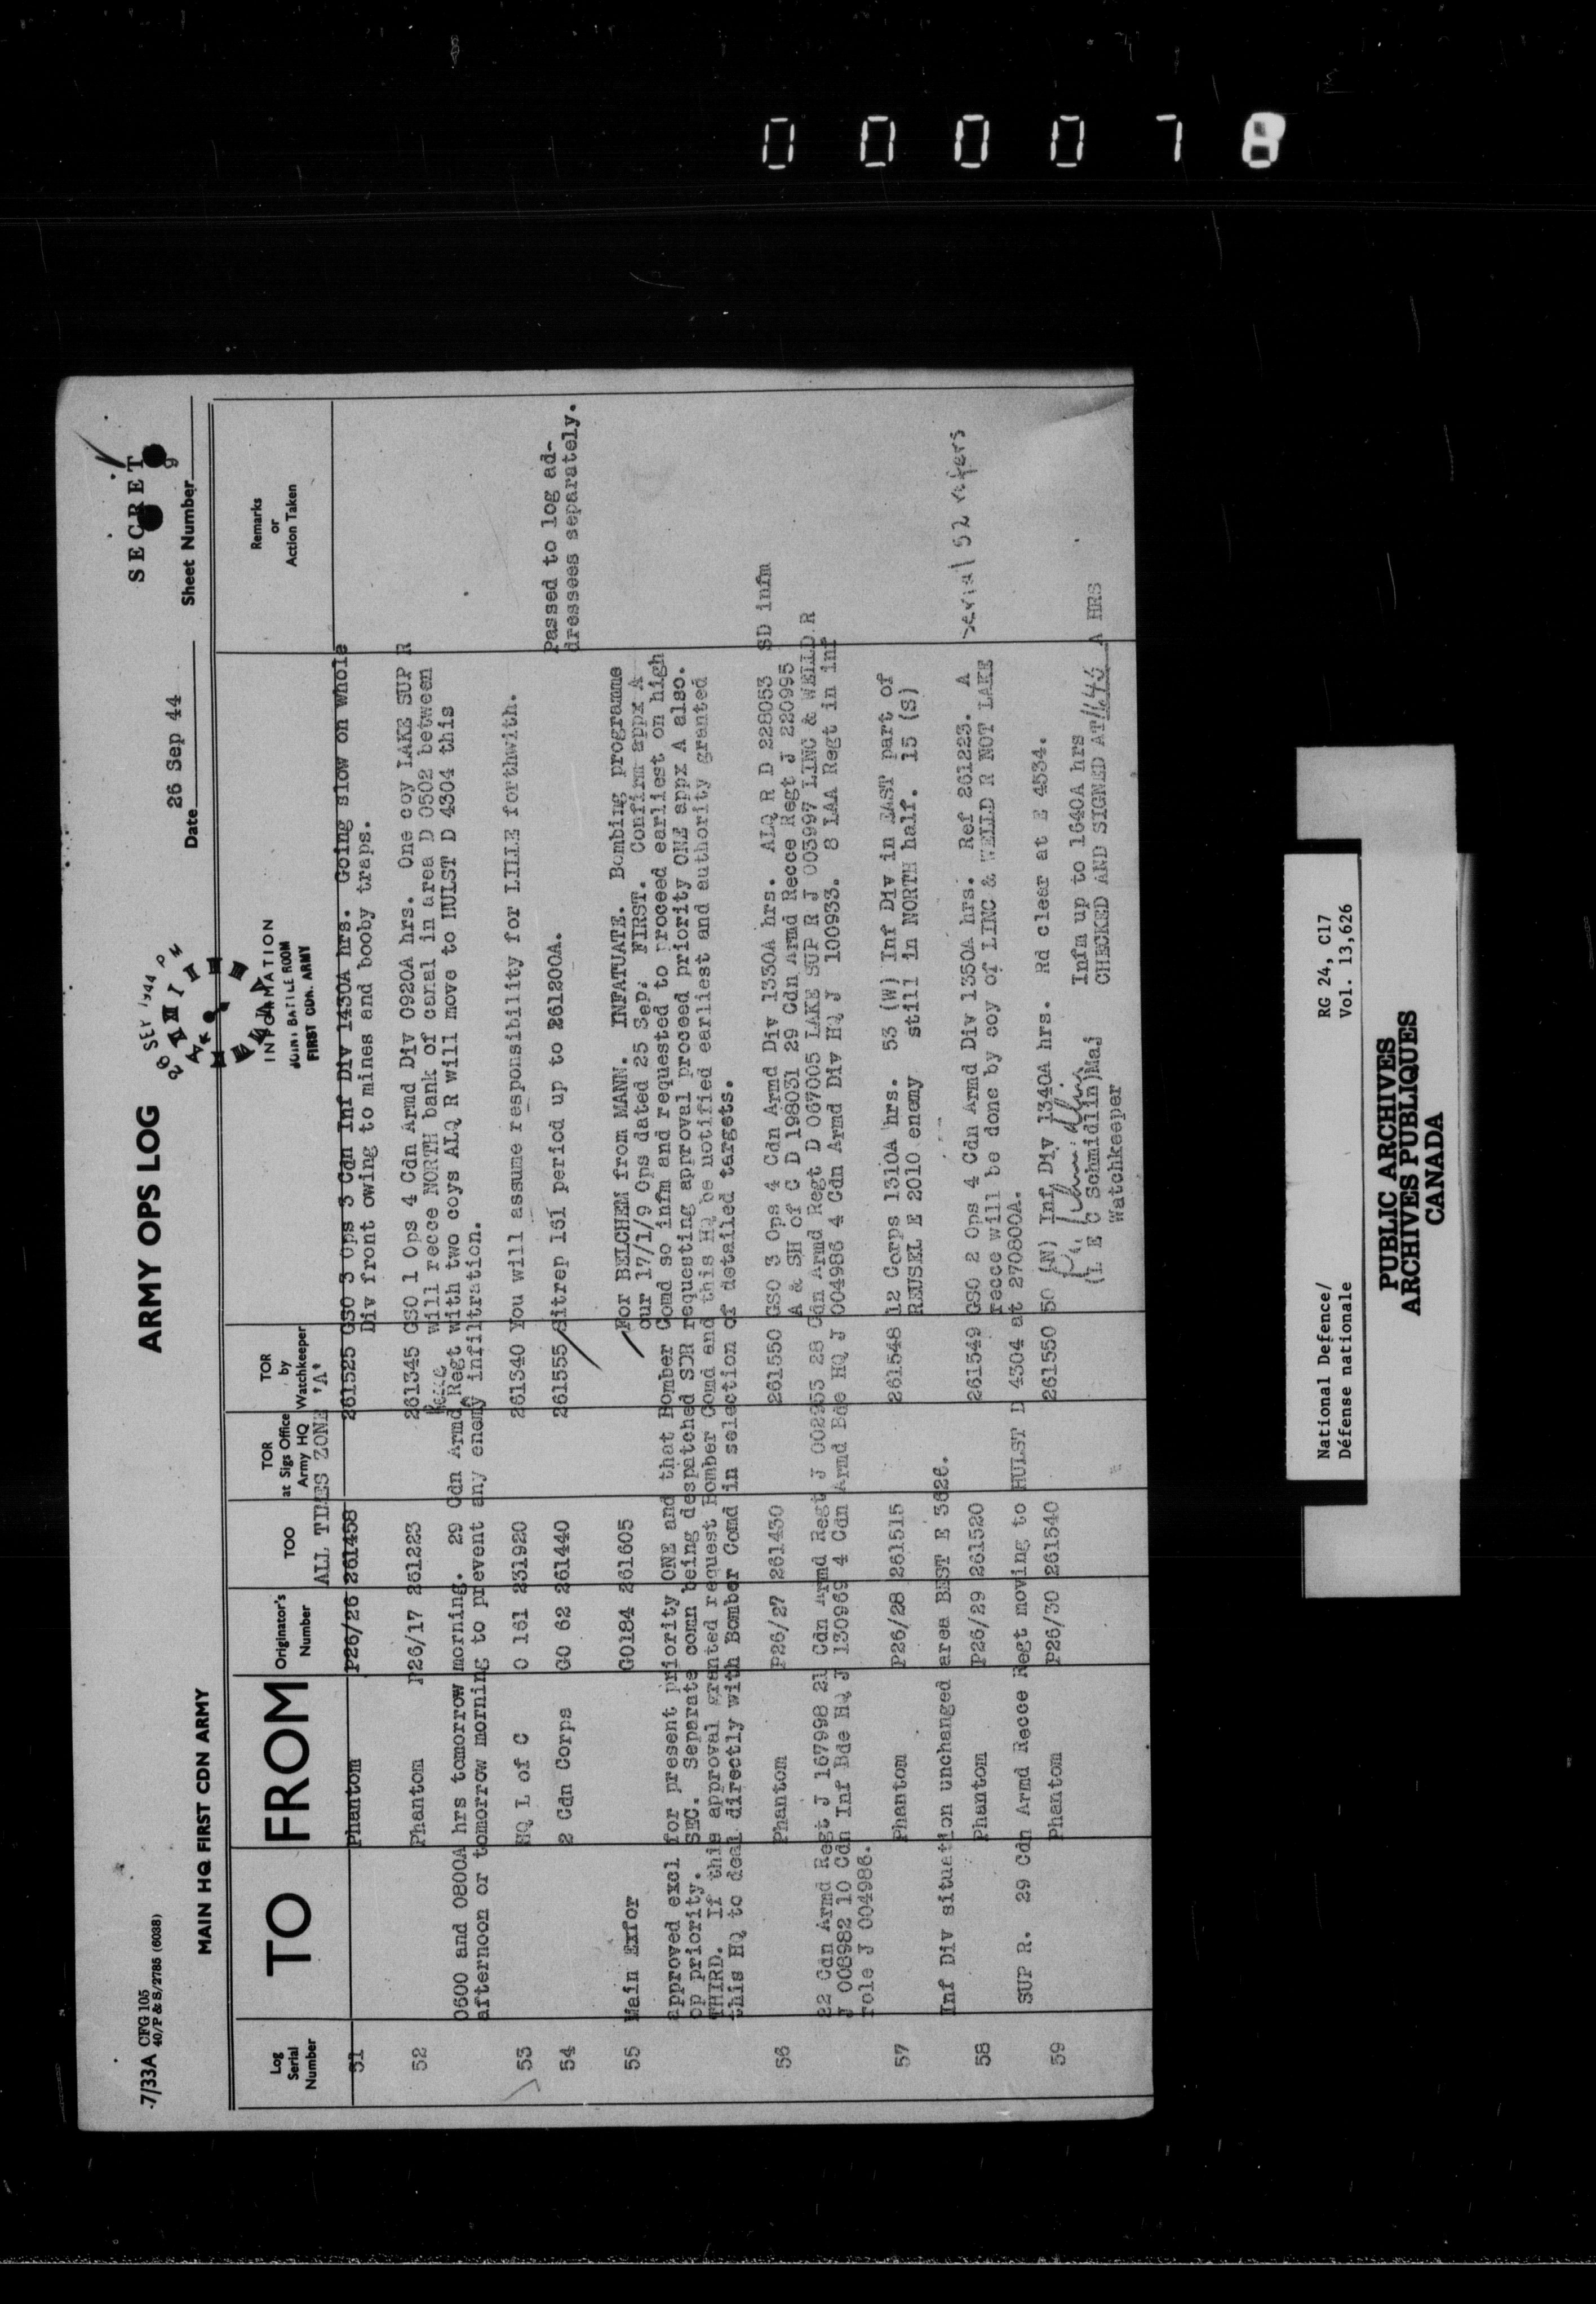 000078
-7/33A CFG 105
40/P & S/2785 (6038)
ARMY OPS LOG
SECRET
MAIN HQ FIRST CDN ARMY
Date 26 Sep 44
Sheet Number 9
26 SEP 1944 PM
INFORMATION
JOINT BATTLE ROOM
FIRST CDN. ARMY
Log Serial Number
TO
FROM
Originator's Number
TOO
TOR at Sigs Office Army HQ
TOR by Watchkeeper
Remarks or Action Taken
ALL TIMES ZONE 'A'
51 Phantom P26/26 261458 261525 GSO 3 Ops 3 Cdn Inf Div 1430A hrs. Going slow on whole
Div front owing to mines and booby traps.
52 Phantom P26/17 261223 261345 GSO 1 Ops 4 Cdn Armd Div 0920A hrs. One coy LAKE SUP R
will recce NORTH bank of canal in area D 0502 between
0600 and 0800A hrs tomorrow morning. 29 Cdn Armd Recce Regt with two coys ALQ R will move to HULST D 4304 this
afternoon or tomorrow morning to prevent any enemy infiltration.
53 HQ L of C O 161 231920 261340 You will assume responsibility for LILLE forthwith.
54 2 Cdn Corps GO 62 261440 261555 Sitrep 161 period up to 261200A.
Passed to log ad-
dressees separately.
55 Main Exfor GO184 261605 For BELCHEM from MANN. INFATUATE. Bombing programme
our 17/1/9 Ops dated 25 Sep. FIRST. Confirm appx A
approved excl for present priority ONE and that Bomber Comd so infm and requested to proceed earliest on high
op priority. SEC. Separate comn being despatched SDR requesting approval proceed priority ONE appx A also.
THIRD. If this approval granted request Bomber Comd and this HQ be notified earliest and authority granted
this HQ to deal directly with Bomber Comd in selection of detailed targets.
56 Phantom P26/27 261430 261550 GSO 3 Ops 4 Cdn Armd Div 1330A hrs. ALQ R D 228053 SD infm
A & SH of C D 198031 29 Cdn Armd Recce Regt J 220995
22 Cdn Armd Regt J 167998 21 Cdn Armd Regt J 002953 28 Cdn Armd Regt D 067005 LAKE SUP R J 003997 LINC & WELLD R
J 008982 10 Cdn Inf Bde HQ J 130969 4 Cdn Armd Bde HQ J 004986 4 Cdn Armd Div HQ J 100933. 8 LAA Regt in inf
role J 004986.
57 Phantom P26/28 261515 261548 12 Corps 1310A hrs. 53 (W) Inf Div in EAST part of
REUSEL E 2010 enemy still in NORTH half. 15 (S)
Inf Div situation unchanged area BEST E 3626.
58 Phantom P26/29 261520 261549 GSO 2 Ops 4 Cdn Armd Div 1350A hrs. Ref 261223. A
recce will be done by coy of LINC & WELLD R NOT LAKE
Serial 52 refers
SUP R. 29 Cdn Armd Recce Regt moving to HULST D 4304 at 270800A.
59 Phantom P26/30 261540 261550 50 (N) Inf Div 1340A hrs. Rd clear at E 4534.
Infm up to 1640A hrs
(L E C Schmidlin)Maj CHECKED AND SIGNED AT 1645 A HRS
Watchkeeper
National Defence/
Défense nationale
RG 24, C17
Vol. 13,626
PUBLIC ARCHIVES
ARCHIVES PUBLIQUES
CANADA